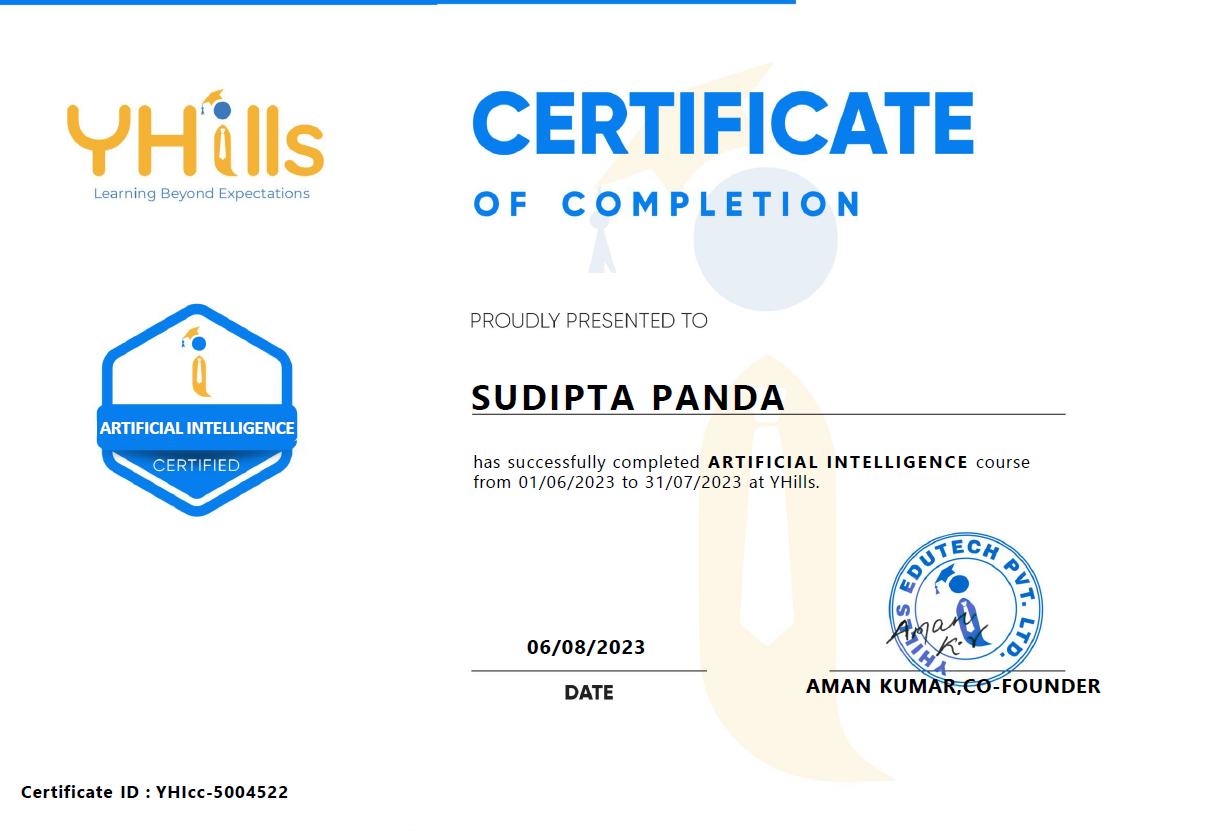 YHills
Learning Beyond Expectations
CERTIFICATE
OF COMPLETION
PROUDLY PRESENTED TO
SUDIPTA PANDA
has successfully completed ARTIFICIAL INTELLIGENCE course
from 01/06/2023 to 31/07/2023 at YHills.
ARTIFICIAL INTELLIGENCE
CERTIFIED
06/08/2023
DATE
YHILLS EDUTECH PVT. LTD.
Aman K.
AMAN KUMAR,CO-FOUNDER
Certificate ID : YHIcc-5004522